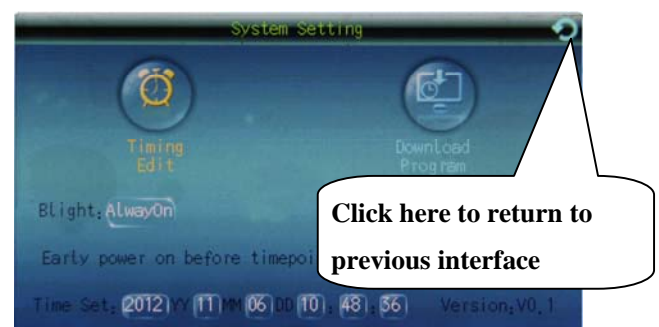 System Setting
Timing
Edit
Download
Program
Blight:AlwayOn
Click here to return to
previous interface
Early power on before
Time Set:2012 YY 11 MM 06 DD 10:48:36 Version:V0.1